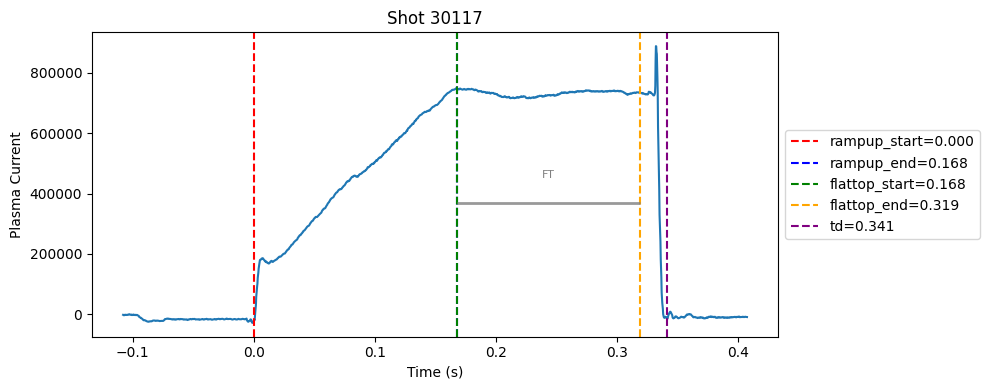 Shot 30117
Plasma Current
800000
600000
400000
200000
0
FT
−0.1
0.0
0.1
0.2
0.3
0.4
Time (s)
rampup_start=0.000
rampup_end=0.168
flattop_start=0.168
flattop_end=0.319
td=0.341